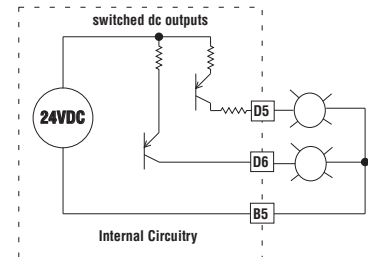 switched dc outputs
24VDC
D5
D6
B5
Internal Circuitry